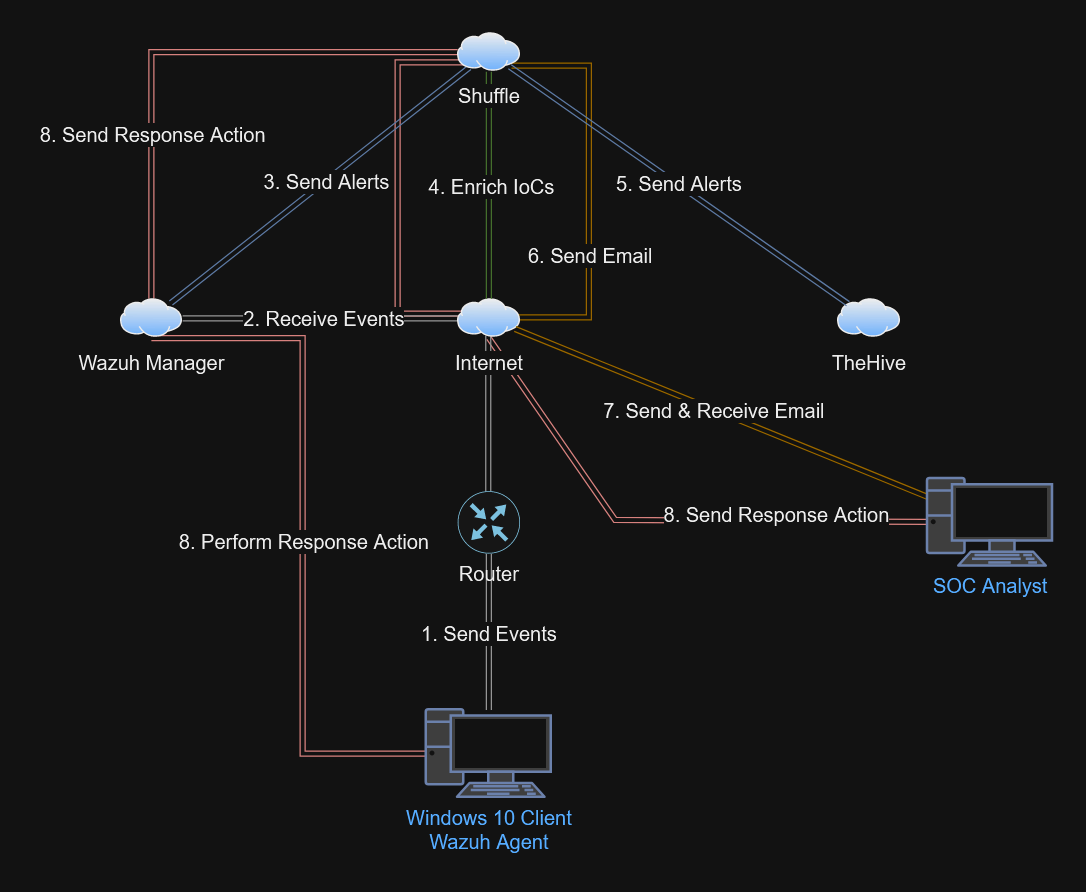 Shuffle
8. Send Response Action
3. Send Alerts
4. Enrich IoCs
5. Send Alerts
6. Send Email
2. Receive Events
Wazuh Manager
Internet
TheHive
7. Send & Receive Email
8. Send Response Action
8. Perform Response Action
Router
SOC Analyst
1. Send Events
Windows 10 Client
Wazuh Agent